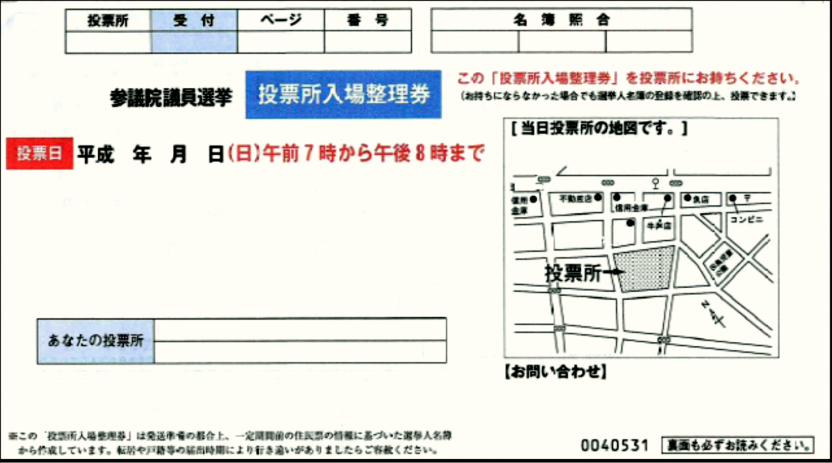 投票所 受付 ページ 番号 名簿照合
参議院議員選挙 投票所入場整理券
この「投票所入場整理券」を投票所にお持ちください。
(お持ちにならなかった場合でも選挙人名簿の登録を確認の上、投票できます。)
投票日 平成 年 月 日(日)午前7時から午後8時まで
[当日投票所の地図です。]
信用金庫
不動産店
信用金庫
魚店
〒
コンビニ
牛丼店
投票所
N
あなたの投票所
【お問い合わせ】
※この「投票所入場整理券」は発送準備の都合上、一定期間前の住民票の情報に基づいた選挙人名簿
から作成しています。転居や戸籍等の届出時期により行き違いがありましたらご容赦ください。
0040531 裏面も必ずお読みください。